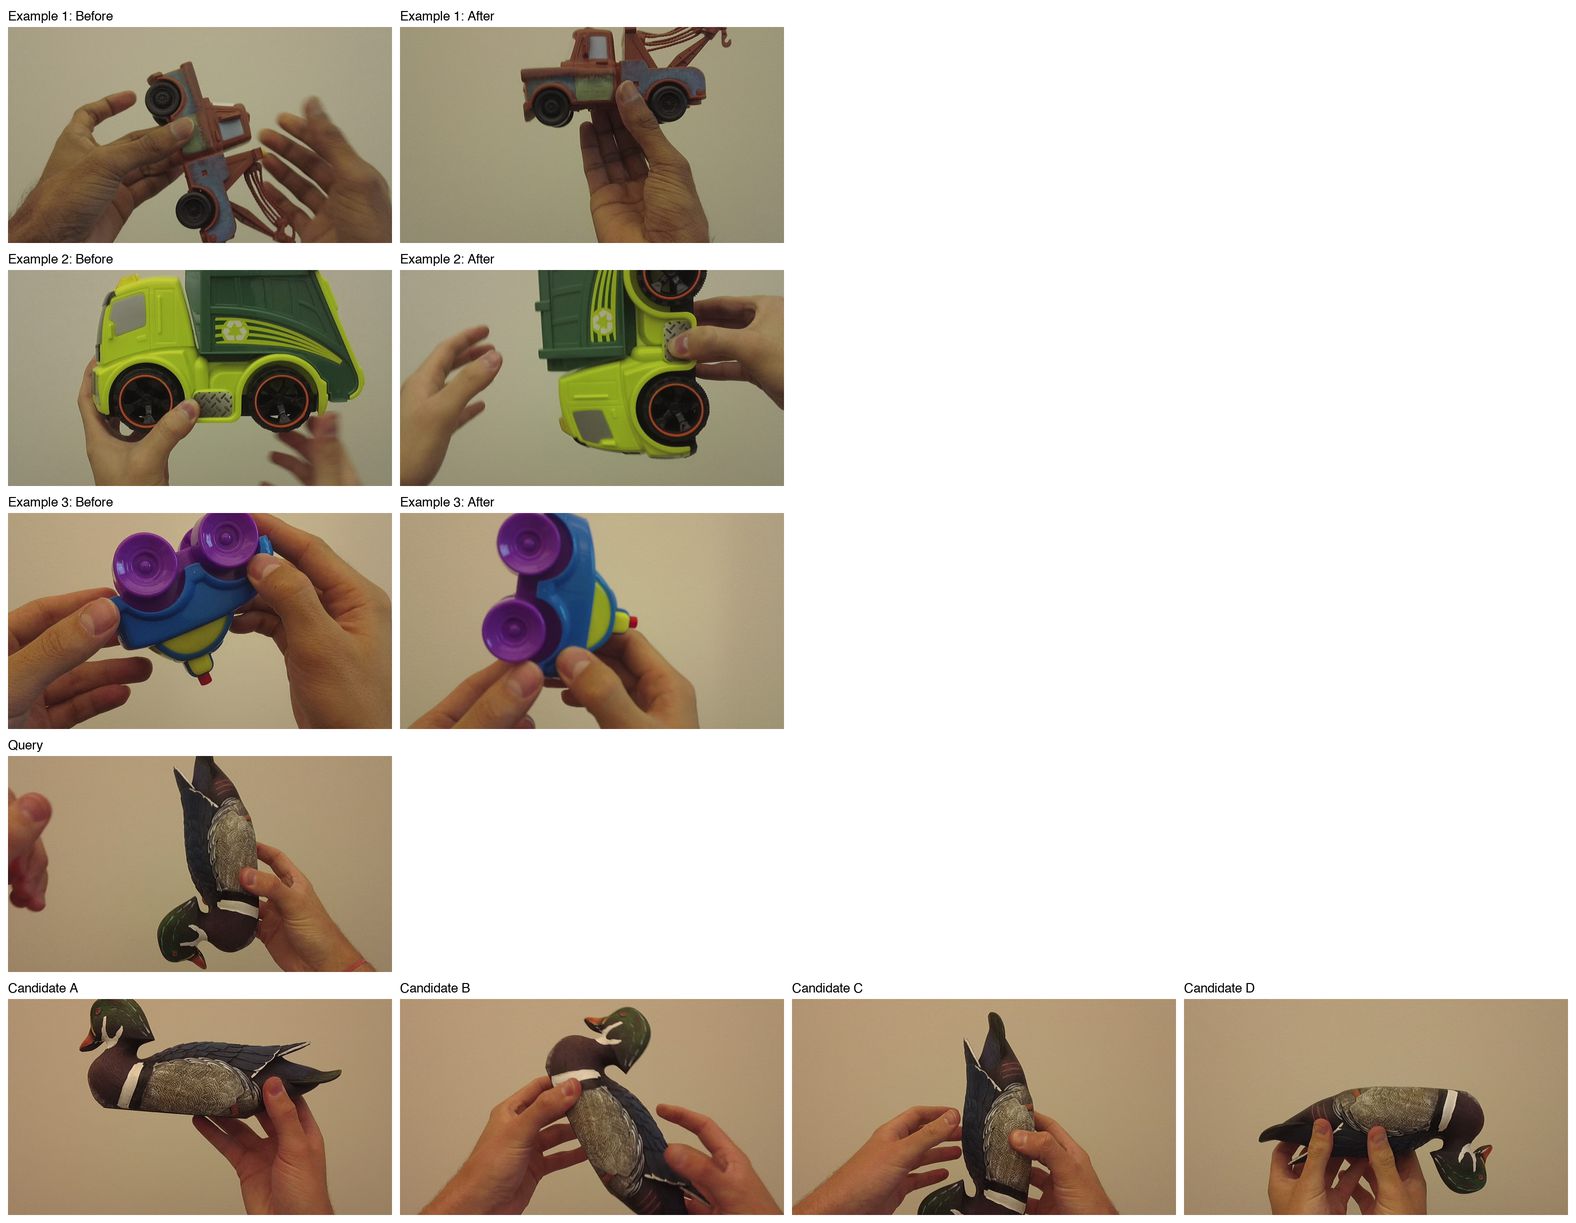 Example 1: Before
Example 1: After
Example 2: Before
Example 2: After
Example 3: Before
Example 3: After
Query
Candidate A
Candidate B
Candidate C
Candidate D